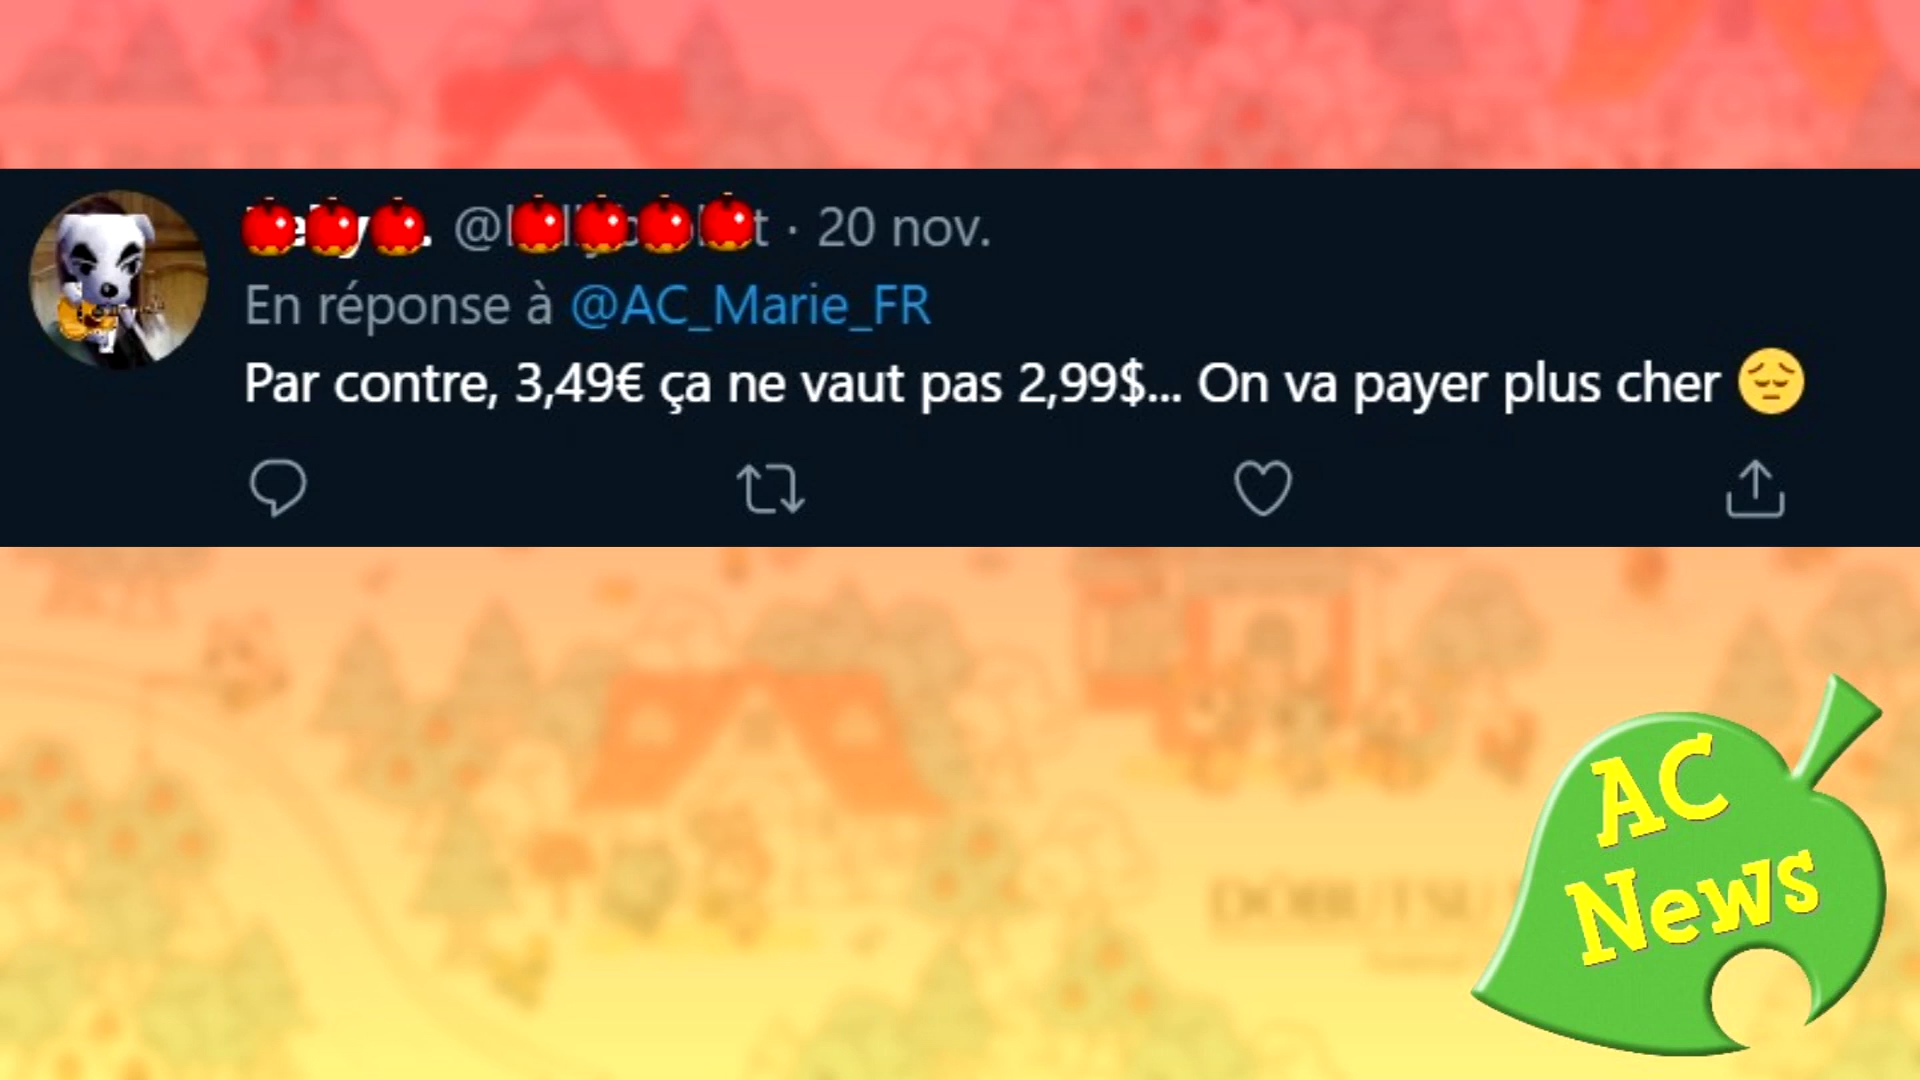 · 20 nov.
En réponse à @AC_Marie_FR
Par contre, 3,49€ ça ne vaut pas 2,99$... On va payer plus cher 😔
AC
News